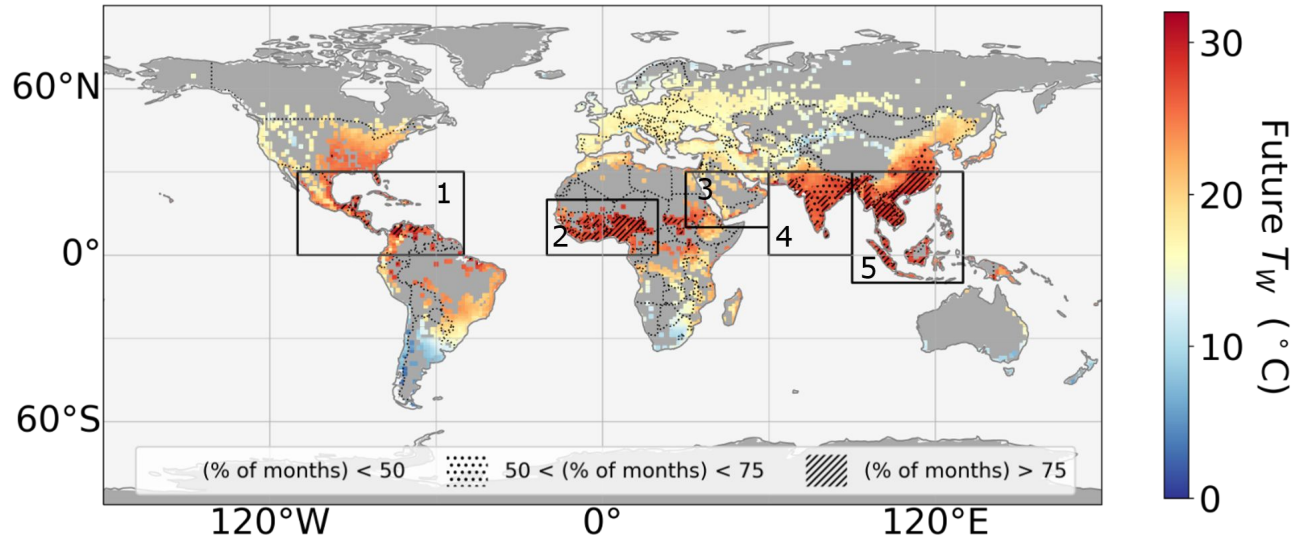 60°N
0°
60°S
120°W
0°
120°E
1
2
3
4
5
(% of months) < 50
50 < (% of months) < 75
(% of months) > 75
30
20
10
0
Future T_W (°C)